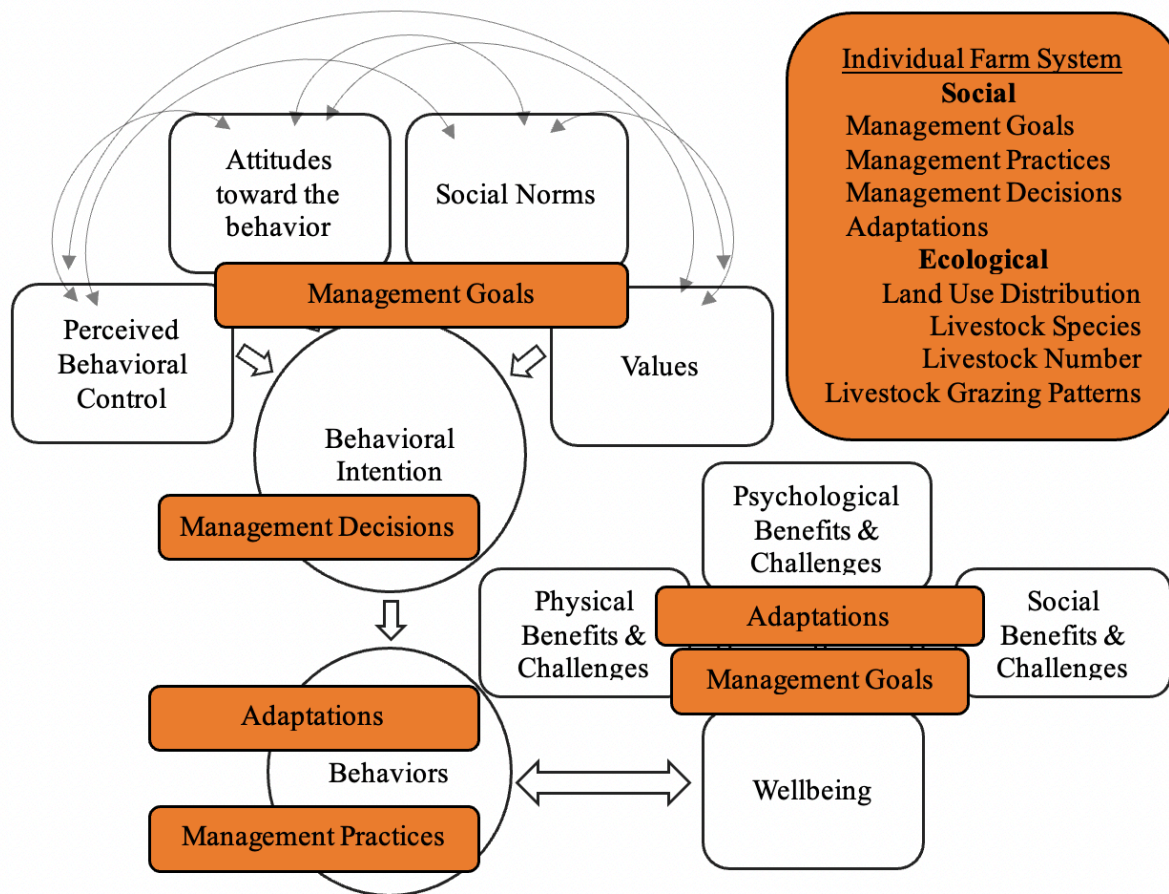 Individual Farm System
Social
Management Goals
Management Practices
Management Decisions
Adaptations
Ecological
Land Use Distribution
Livestock Species
Livestock Number
Livestock Grazing Patterns
Attitudes
toward the
behavior
Social Norms
Management Goals
Perceived
Behavioral
Control
Values
Behavioral
Intention
Management Decisions
Psychological
Benefits &
Challenges
Physical
Benefits &
Challenges
Adaptations
Social
Benefits &
Challenges
Management Goals
Adaptations
Behaviors
Management Practices
Wellbeing